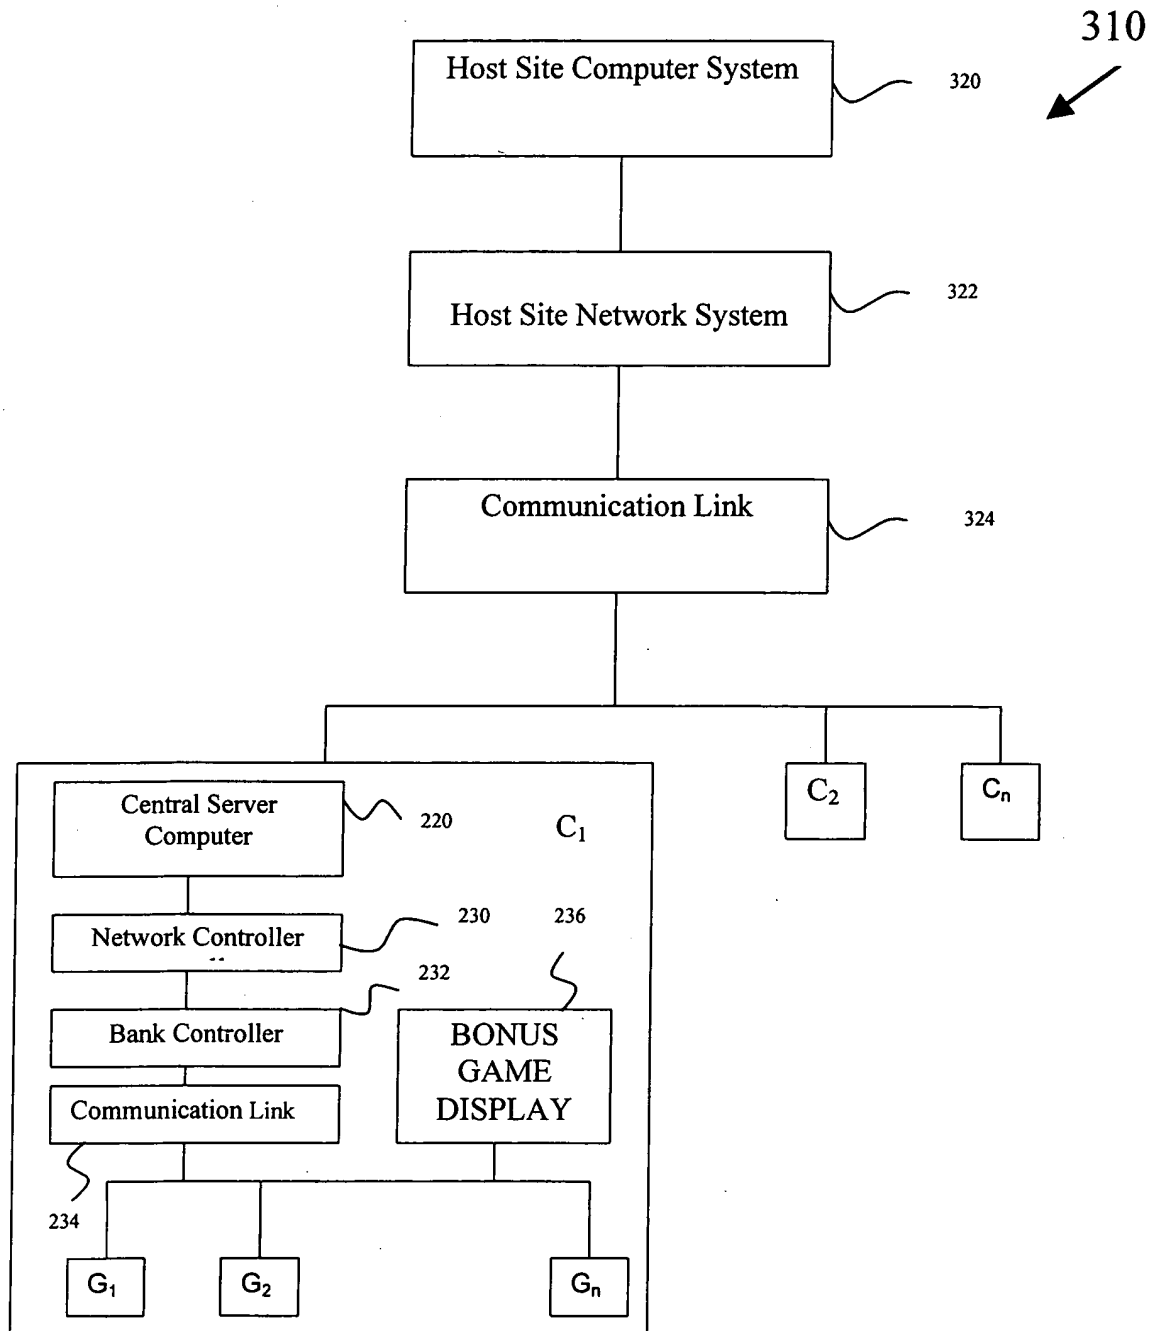 310
Host Site Computer System
320
Host Site Network System
322
Communication Link
324
Central Server
Computer
220
C1
C2
Cn
Network Controller
230
236
232
Bank Controller
BONUS
GAME
DISPLAY
Communication Link
234
G1
G2
Gn